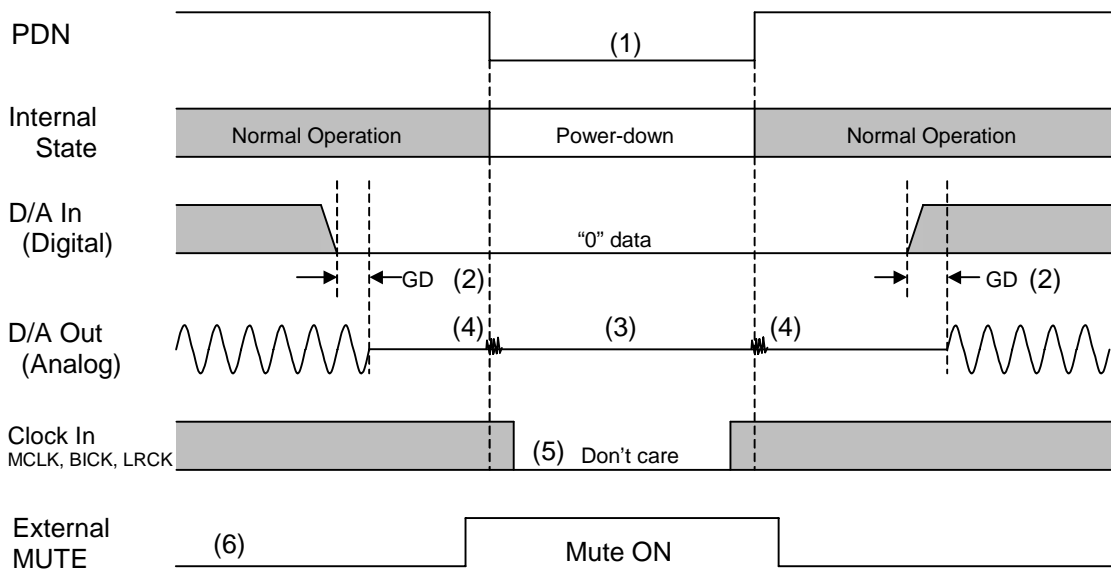 PDN
(1)
Internal
State
Normal Operation
Power-down
Normal Operation
D/A In
(Digital)
“0” data
GD (2)
GD (2)
D/A Out
(Analog)
(4)
(3)
(4)
Clock In
MCLK, BICK, LRCK
(5) Don’t care
External
MUTE
(6)
Mute ON